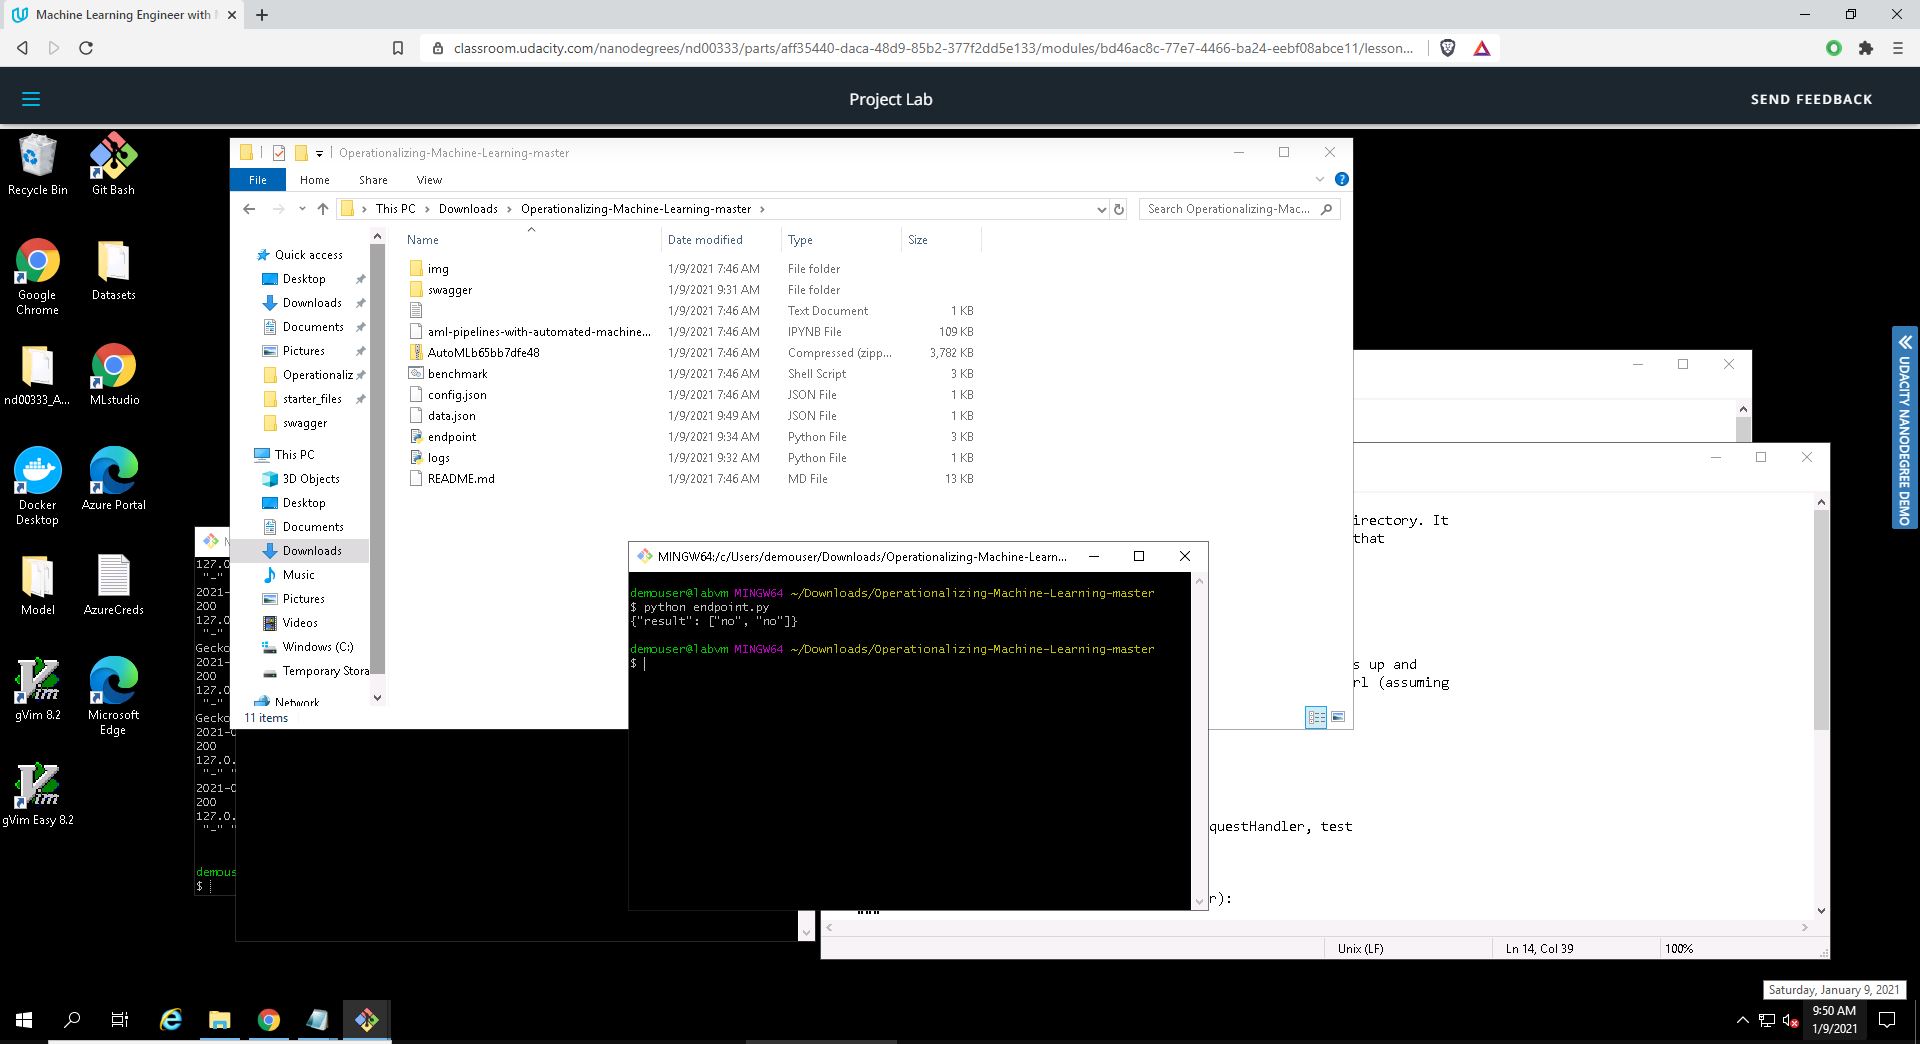 Machine Learning Engineer with
classroom.udacity.com/nanodegrees/nd00333/parts/aff35440-daca-48d9-85b2-377f2dd5e133/modules/bd46ac8c-77e7-4466-ba24-eebf08abce11/lesson...
Project Lab
SEND FEEDBACK
Recycle Bin
Git Bash
Google Chrome
Datasets
nd00333_A...
MLstudio
Docker Desktop
Azure Portal
Model
AzureCreds
gVim 8.2
Microsoft Edge
gVim Easy 8.2
Operationalizing-Machine-Learning-master
File Home Share View
This PC > Downloads > Operationalizing-Machine-Learning-master >
Search Operationalizing-Mac...
Quick access
Desktop
Downloads
Documents
Pictures
Operationaliz
starter_files
swagger
This PC
3D Objects
Desktop
Documents
Downloads
Music
Pictures
Videos
Windows (C:)
Temporary Stora
Network
11 items
Name Date modified Type Size
img 1/9/2021 7:46 AM File folder
swagger 1/9/2021 9:31 AM File folder
1/9/2021 7:46 AM Text Document 1 KB
aml-pipelines-with-automated-machine... 1/9/2021 7:46 AM IPYNB File 109 KB
AutoMLb65bb7dfe48 1/9/2021 7:46 AM Compressed (zipp... 3,782 KB
benchmark 1/9/2021 7:46 AM Shell Script 3 KB
config.json 1/9/2021 7:46 AM JSON File 1 KB
data.json 1/9/2021 9:49 AM JSON File 1 KB
endpoint 1/9/2021 9:34 AM Python File 3 KB
logs 1/9/2021 9:32 AM Python File 1 KB
README.md 1/9/2021 7:46 AM MD File 13 KB
MINGW64:/c/Users/demouser/Downloads/Operationalizing-Machine-Learn...
demouser@labvm MINGW64 ~/Downloads/Operationalizing-Machine-Learning-master
$ python endpoint.py
{"result": ["no", "no"]}
demouser@labvm MINGW64 ~/Downloads/Operationalizing-Machine-Learning-master
$
127.0.
"-"
2021-
200
127.0.
"-"
Gecko
2021-
200
127.0
"-"
Gecko
2021-0
200
127.0.
"-" "
2021-0
200
127.0.
"-" "
demous
$
irectory. It
that
s up and
rl (assuming
questHandler, test
r):
"""
Unix (LF) Ln 14, Col 39 100%
UDACITY NANODEGREE DEMO
Saturday, January 9, 2021
9:50 AM
1/9/2021